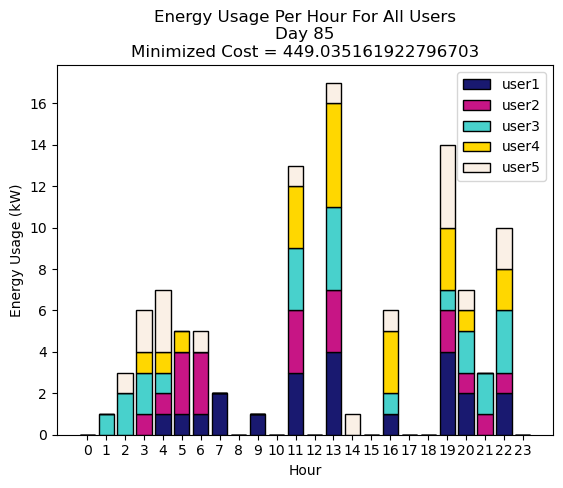 Energy Usage Per Hour For All Users
Day 85
Minimized Cost = 449.035161922796703
user1
user2
user3
user4
user5
Energy Usage (kW)
16
14
12
10
8
6
4
2
0
0 1 2 3 4 5 6 7 8 9 10 11 12 13 14 15 16 17 18 19 20 21 22 23
Hour